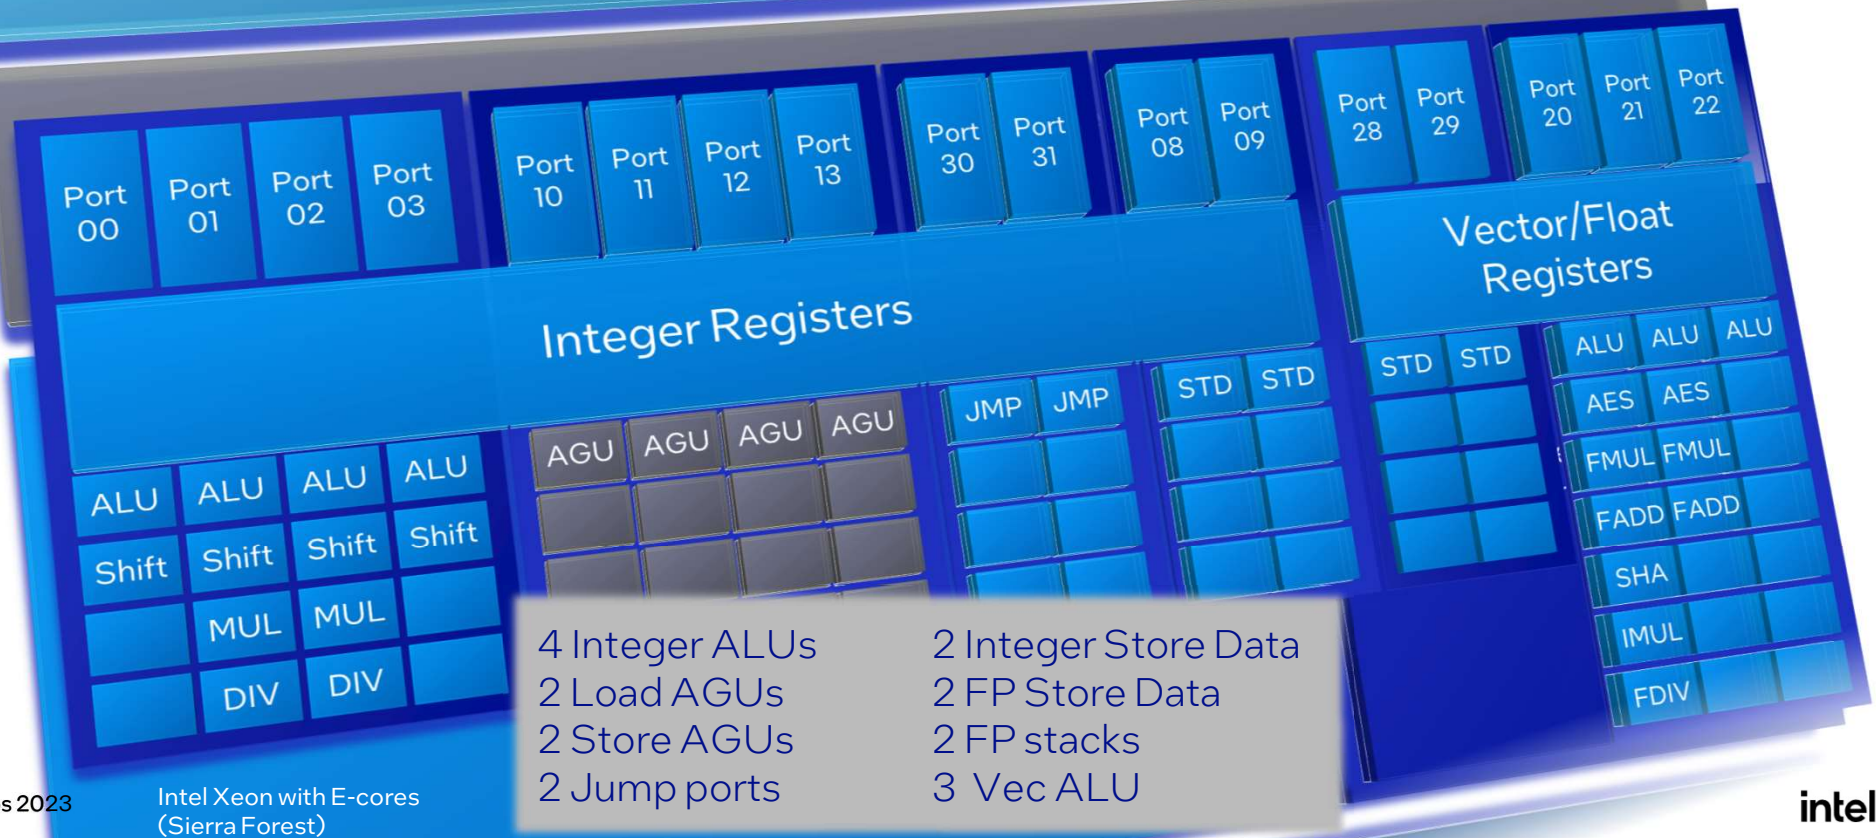 Port 00
Port 01
Port 02
Port 03
Port 10
Port 11
Port 12
Port 13
Port 30
Port 31
Port 08
Port 09
Port 28
Port 29
Port 20
Port 21
Port 22
Integer Registers
Vector/Float
Registers
ALU ALU ALU ALU
Shift Shift Shift Shift
MUL MUL
DIV DIV
AGU AGU AGU AGU
JMP JMP
STD STD
STD STD
ALU ALU ALU
AES AES
FMUL FMUL
FADD FADD
SHA
IMUL
FDIV
4 Integer ALUs
2 Load AGUs
2 Store AGUs
2 Jump ports
2 Integer Store Data
2 FP Store Data
2 FP stacks
3 Vec ALU
2023
Intel Xeon with E-cores
(Sierra Forest)
intel